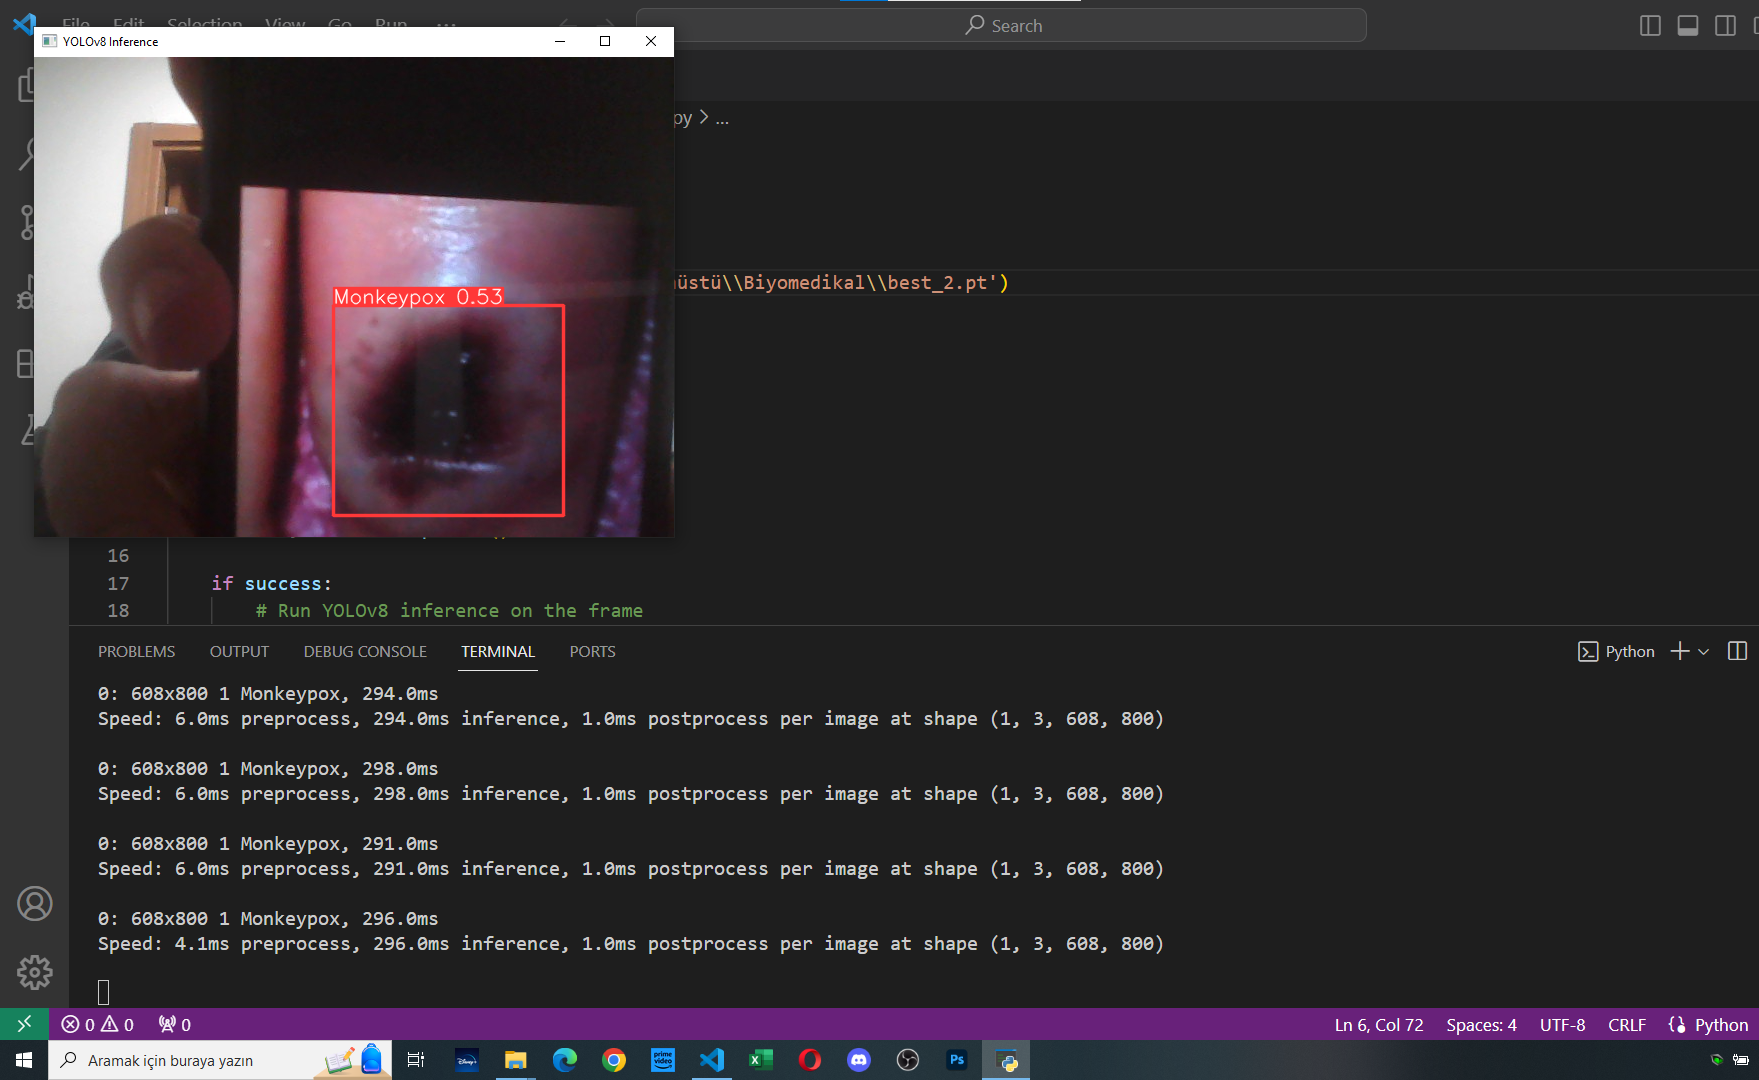 File Edit Selection View Go Run ...
Search
YOLOv8 Inference
py > ...
Monkeypox 0.53
üstü\\Biyomedikal\\best_2.pt')
16
17 if success:
18 # Run YOLOv8 inference on the frame
PROBLEMS OUTPUT DEBUG CONSOLE TERMINAL PORTS
Python
0: 608x800 1 Monkeypox, 294.0ms
Speed: 6.0ms preprocess, 294.0ms inference, 1.0ms postprocess per image at shape (1, 3, 608, 800)
0: 608x800 1 Monkeypox, 298.0ms
Speed: 6.0ms preprocess, 298.0ms inference, 1.0ms postprocess per image at shape (1, 3, 608, 800)
0: 608x800 1 Monkeypox, 291.0ms
Speed: 6.0ms preprocess, 291.0ms inference, 1.0ms postprocess per image at shape (1, 3, 608, 800)
0: 608x800 1 Monkeypox, 296.0ms
Speed: 4.1ms preprocess, 296.0ms inference, 1.0ms postprocess per image at shape (1, 3, 608, 800)
0 0 0
Ln 6, Col 72 Spaces: 4 UTF-8 CRLF Python
Aramak için buraya yazın
Disney+
prime video
Ps